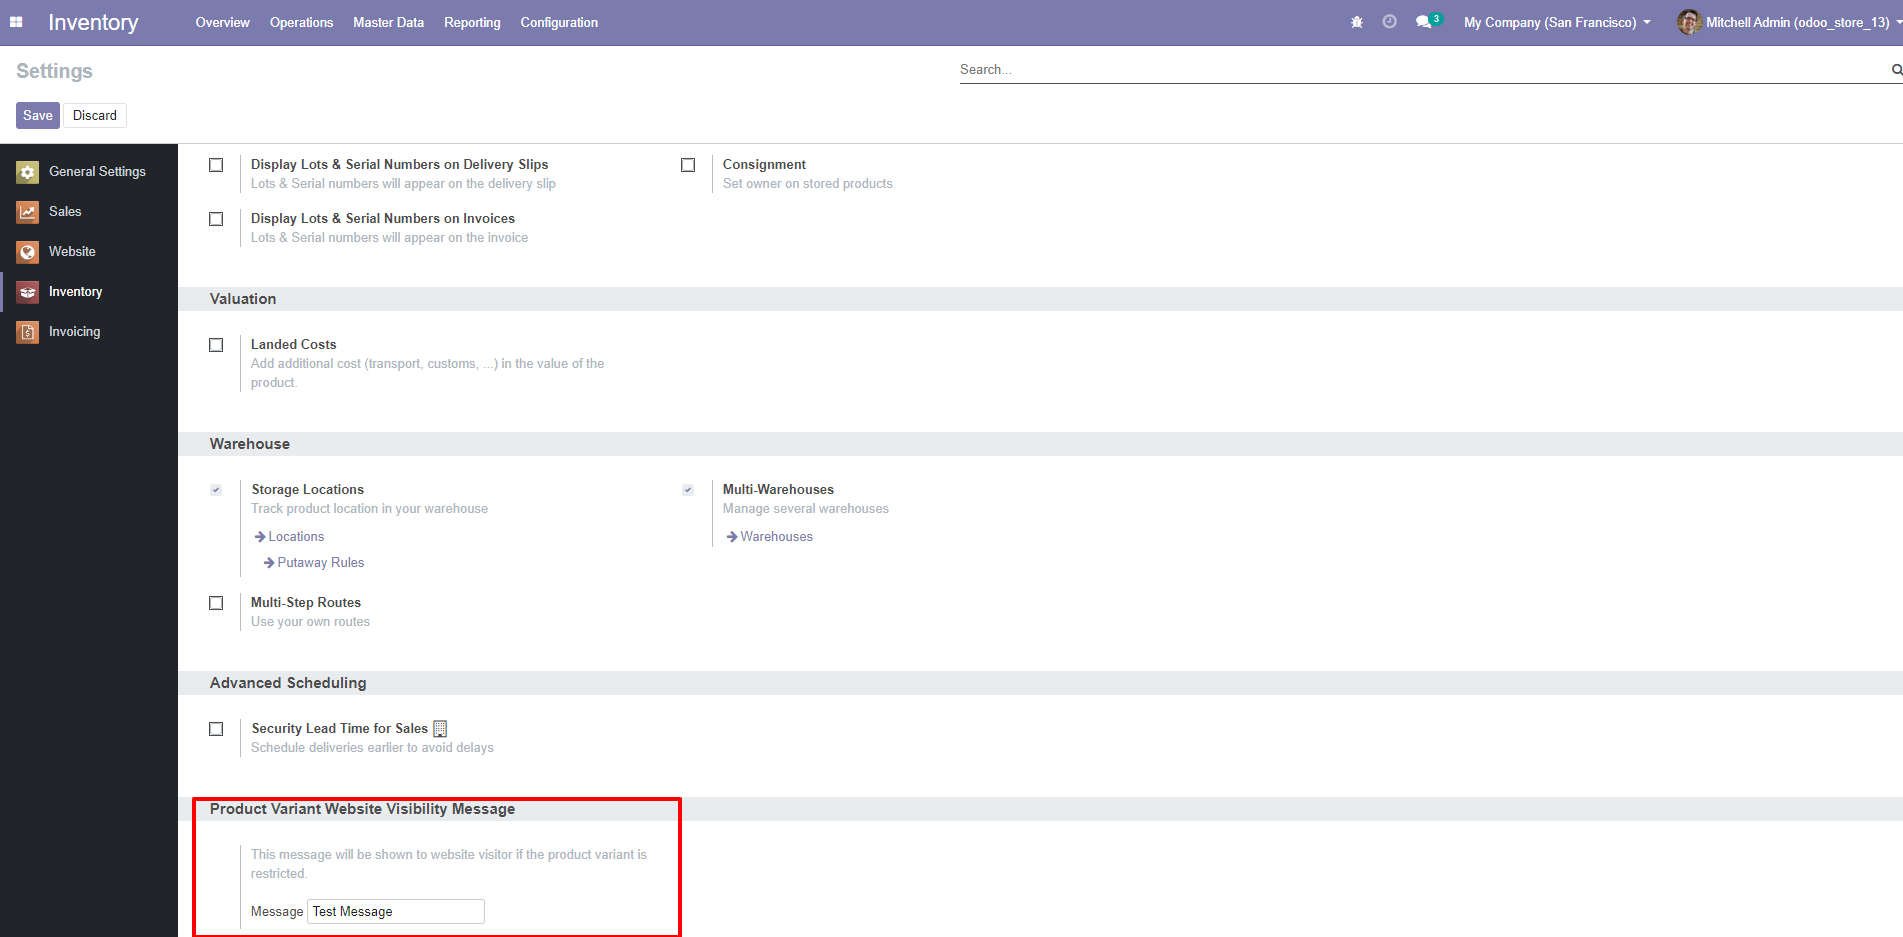 Inventory Overview Operations Master Data Reporting Configuration 3 My Company (San Francisco) Mitchell Admin (odoo_store_13)
Settings Search...
Save Discard
General Settings
Sales
Website
Inventory
Invoicing
Display Lots & Serial Numbers on Delivery Slips
Lots & Serial numbers will appear on the delivery slip
Consignment
Set owner on stored products
Display Lots & Serial Numbers on Invoices
Lots & Serial numbers will appear on the invoice
Valuation
Landed Costs
Add additional cost (transport, customs, ...) in the value of the
product.
Warehouse
Storage Locations
Track product location in your warehouse
Locations
Putaway Rules
Multi-Warehouses
Manage several warehouses
Warehouses
Multi-Step Routes
Use your own routes
Advanced Scheduling
Security Lead Time for Sales
Schedule deliveries earlier to avoid delays
Product Variant Website Visibility Message
This message will be shown to website visitor if the product variant is
restricted.
Message Test Message